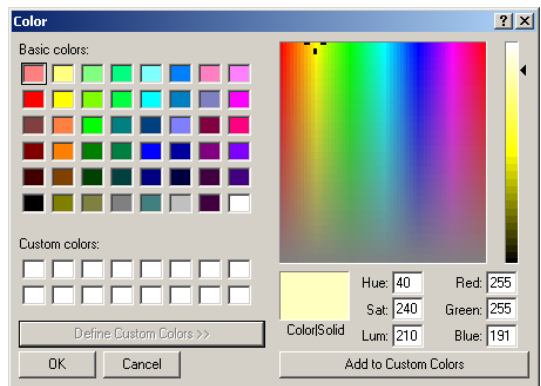 Color
Basic colors:
Custom colors:
Define Custom Colors >>
OK Cancel
Color|Solid
Hue: 40 Red: 255
Sat: 240 Green: 255
Lum: 210 Blue: 191
Add to Custom Colors